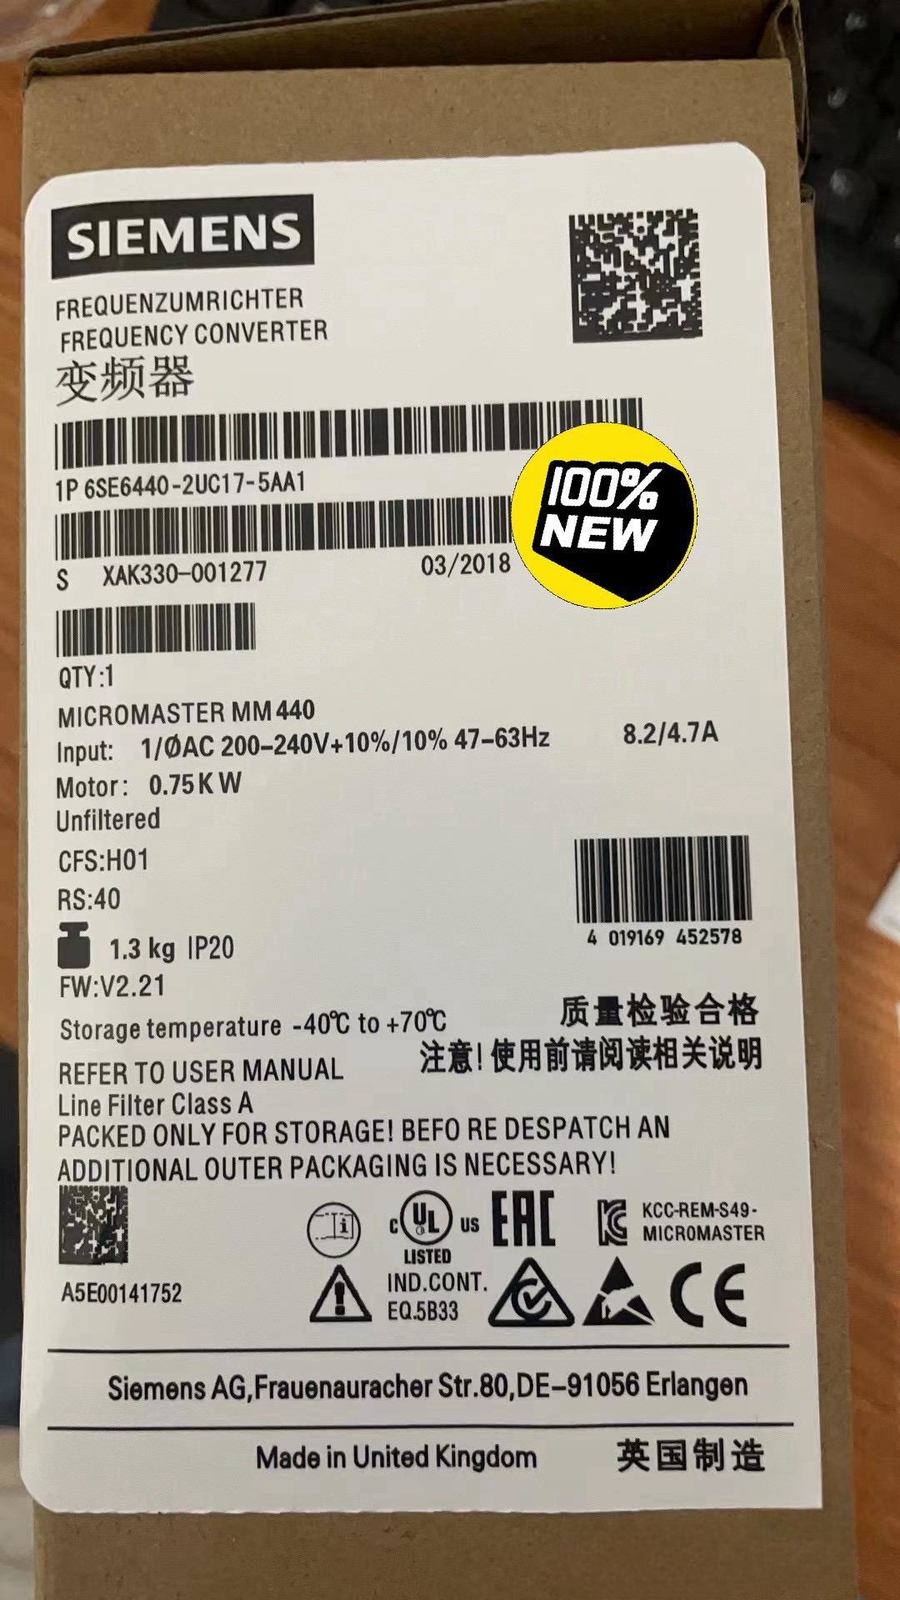 SIEMENS
FREQUENZUMRICHTER
FREQUENCY CONVERTER
变频器
1P 6SE6440-2UC17-5AA1
100%
NEW
S XAK330-001277 03/2018
QTY:1
MICROMASTER MM 440
Input: 1/ØAC 200-240V+10%/10% 47-63Hz 8.2/4.7A
Motor: 0.75KW
Unfiltered
CFS:H01
RS:40
1.3 kg IP20
4 019169 452578
FW:V2.21
Storage temperature -40℃ to +70℃
质量检验合格
注意!使用前请阅读相关说明
REFER TO USER MANUAL
Line Filter Class A
PACKED ONLY FOR STORAGE! BEFO RE DESPATCH AN
ADDITIONAL OUTER PACKAGING IS NECESSARY!
i
C UL US
LISTED
IND.CONT.
EQ.5B33
EAC
KC
KCC-REM-S49-
MICROMASTER
CE
A5E00141752
Siemens AG,Frauenauracher Str.80,DE-91056 Erlangen
Made in United Kingdom 英国制造